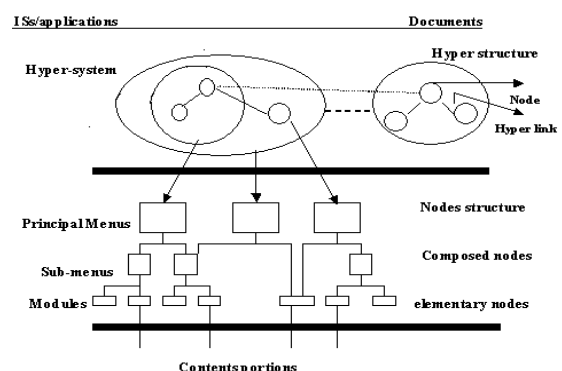 ISs/applications Documents
Hyper structure
Hyper-system
Node
Hyper link
Nodes structure
Principal Menus
Composed nodes
Sub-menus
Modules elementary nodes
Contents portions